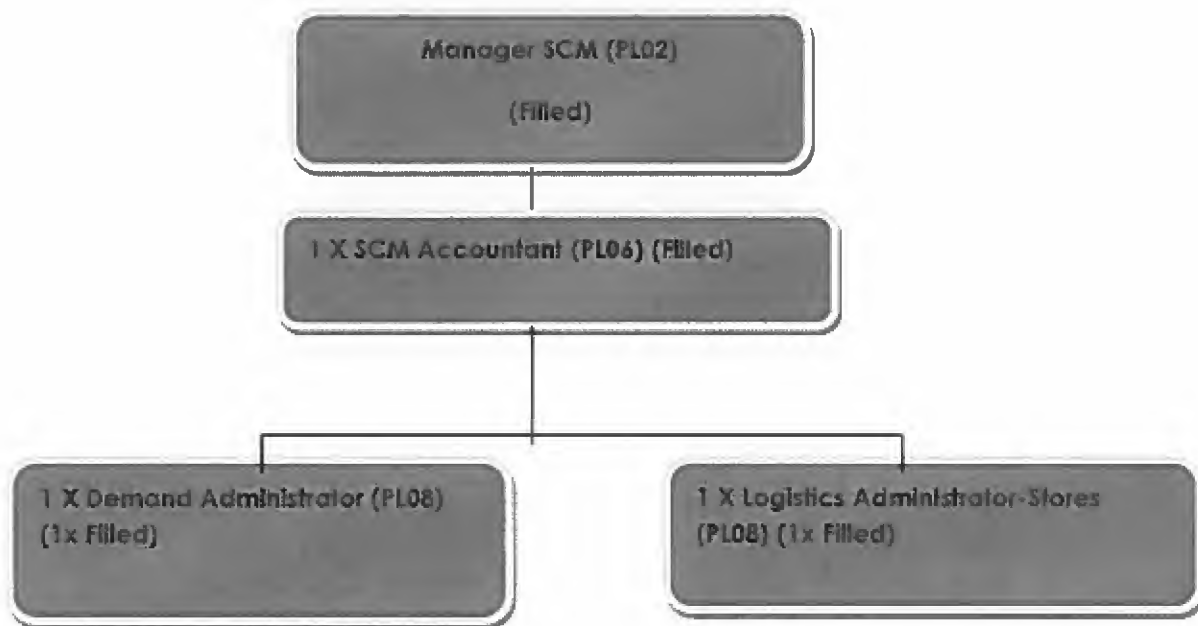 Manager SCM (PL02)
(Filled)
1 X SCM Accountant (PL06) (Filled)
1 X Demand Administrator (PL08)
(1x Filled)
1 X Logistics Administrator-Stores
(PL08) (1x Filled)